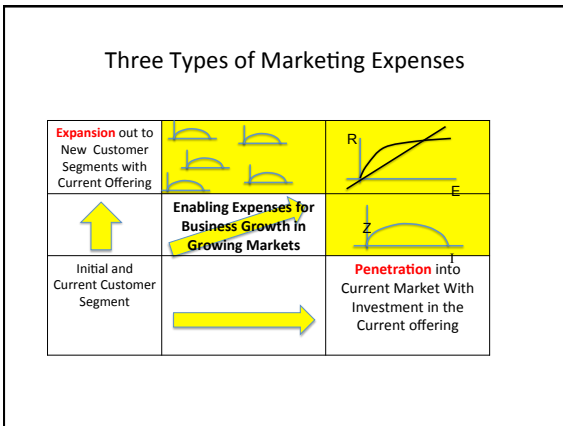 Three Types of Marketing Expenses
Expansion out to
New Customer
Segments with
Current Offering
R
E
Enabling Expenses for
Business Growth in
Growing Markets
Z
I
Initial and
Current Customer
Segment
Penetration into
Current Market With
Investment in the
Current offering